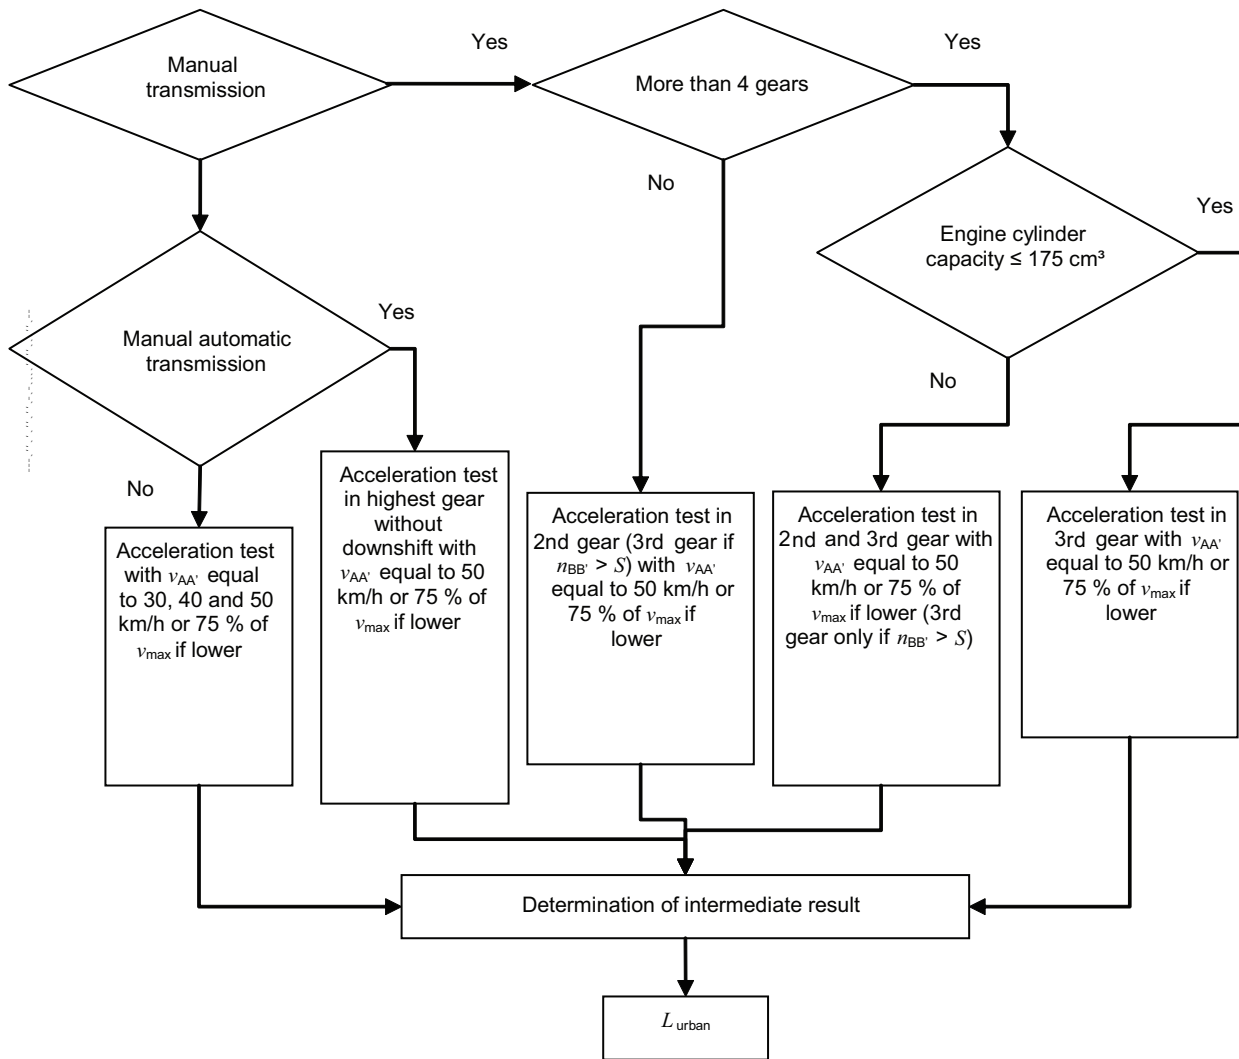 Yes
Yes
Manual
transmission
More than 4 gears
No
Yes
Engine cylinder
capacity ≤ 175 cm³
Yes
Manual automatic
transmission
No
No
Acceleration test
with vAA' equal
to 30, 40 and 50
km/h or 75 % of
vmax if lower
Acceleration test
in highest gear
without
downshift with
vAA' equal to 50
km/h or 75 % of
vmax if lower
Acceleration test in
2nd gear (3rd gear if
nBB' > S) with vAA'
equal to 50 km/h or
75 % of vmax if
lower
Acceleration test in
2nd and 3rd gear with
vAA' equal to 50
km/h or 75 % of
vmax if lower (3rd
gear only if nBB' > S)
Acceleration test in
3rd gear with vAA'
equal to 50 km/h or
75 % of vmax if
lower
Determination of intermediate result
Lurban